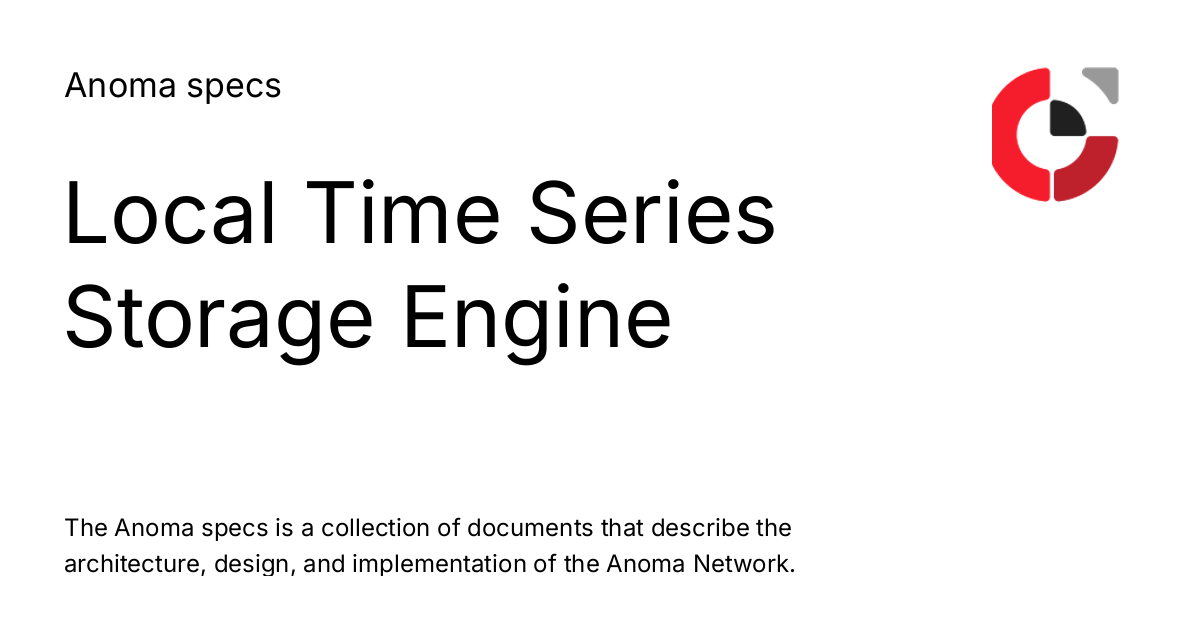 Anoma specs
Local Time Series
Storage Engine
The Anoma specs is a collection of documents that describe the
architecture, design, and implementation of the Anoma Network.